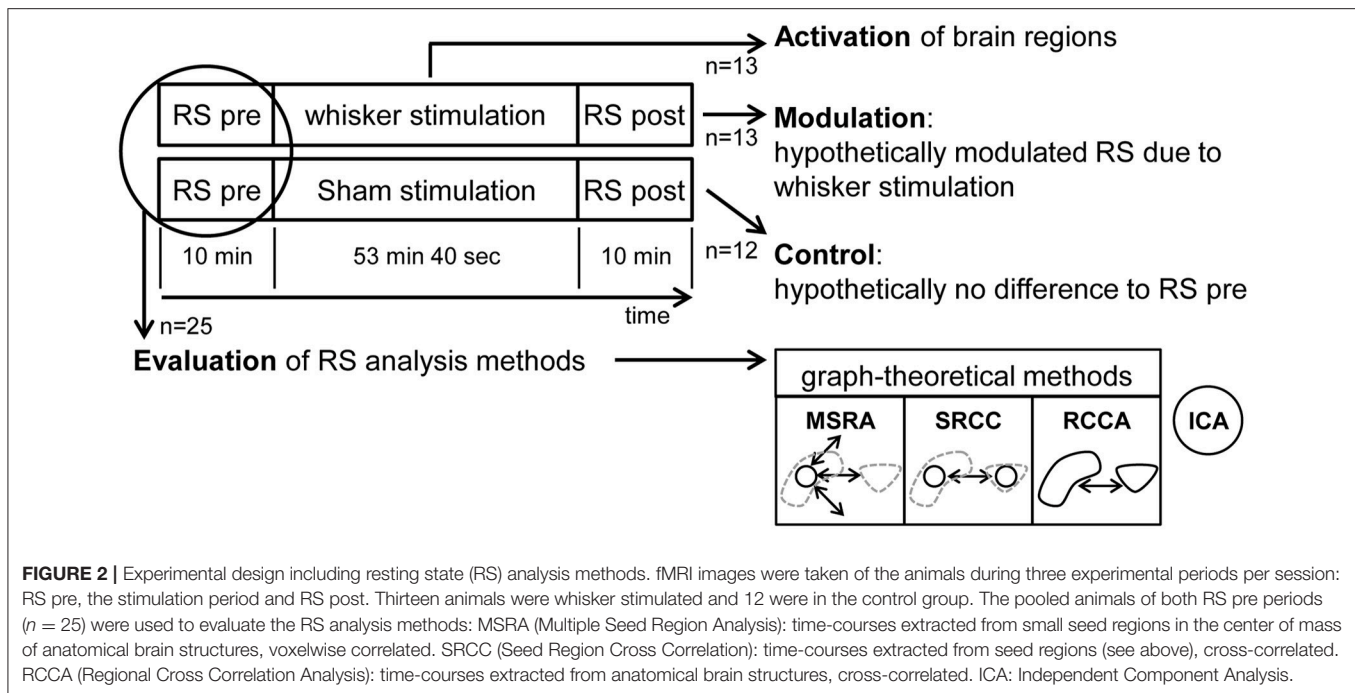 Activation of brain regions
n=13
RS pre whisker stimulation RS post
n=13
Modulation:
hypothetically modulated RS due to
whisker stimulation
RS pre Sham stimulation RS post
10 min 53 min 40 sec 10 min
n=12
Control:
hypothetically no difference to RS pre
time
n=25
Evaluation of RS analysis methods
graph-theoretical methods
MSRA SRCC RCCA
ICA
FIGURE 2 | Experimental design including resting state (RS) analysis methods. fMRI images were taken of the animals during three experimental periods per session:
RS pre, the stimulation period and RS post. Thirteen animals were whisker stimulated and 12 were in the control group. The pooled animals of both RS pre periods
(n = 25) were used to evaluate the RS analysis methods: MSRA (Multiple Seed Region Analysis): time-courses extracted from small seed regions in the center of mass
of anatomical brain structures, voxelwise correlated. SRCC (Seed Region Cross Correlation): time-courses extracted from seed regions (see above), cross-correlated.
RCCA (Regional Cross Correlation Analysis): time-courses extracted from anatomical brain structures, cross-correlated. ICA: Independent Component Analysis.